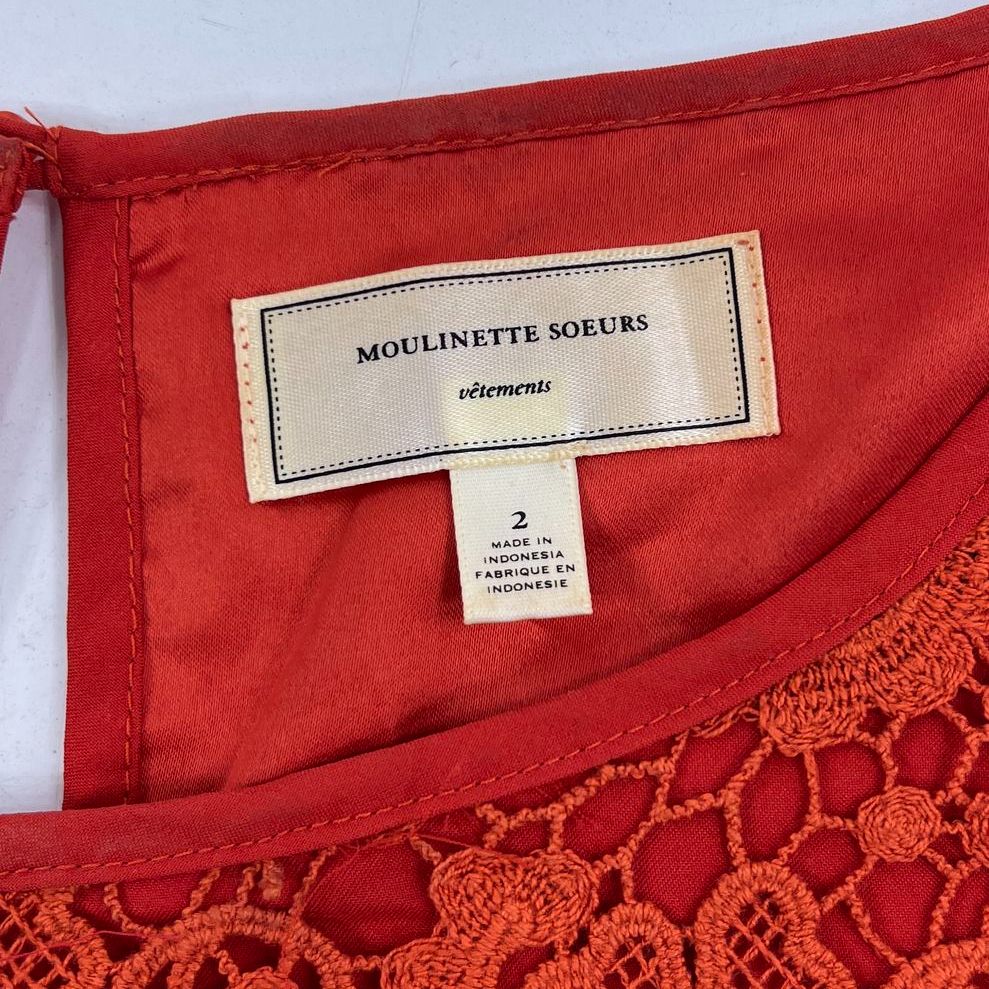 MOULINETTE SOEURS
vêtements
2
MADE IN
INDONESIA
FABRIQUE EN
INDONESIE